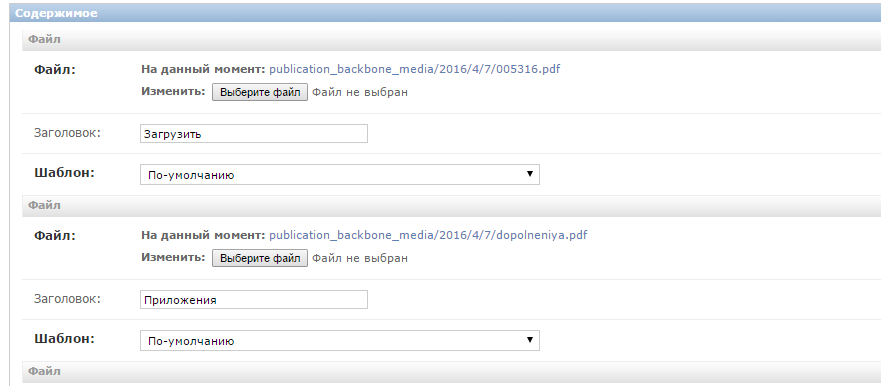 Содержимое
Файл
Файл: На данный момент: publication_backbone_media/2016/4/7/005316.pdf
Изменить: Выберите файл Файл не выбран
Заголовок: Загрузить
Шаблон: По-умолчанию
Файл
Файл: На данный момент: publication_backbone_media/2016/4/7/dopolneniya.pdf
Изменить: Выберите файл Файл не выбран
Заголовок: Приложения
Шаблон: По-умолчанию
Файл